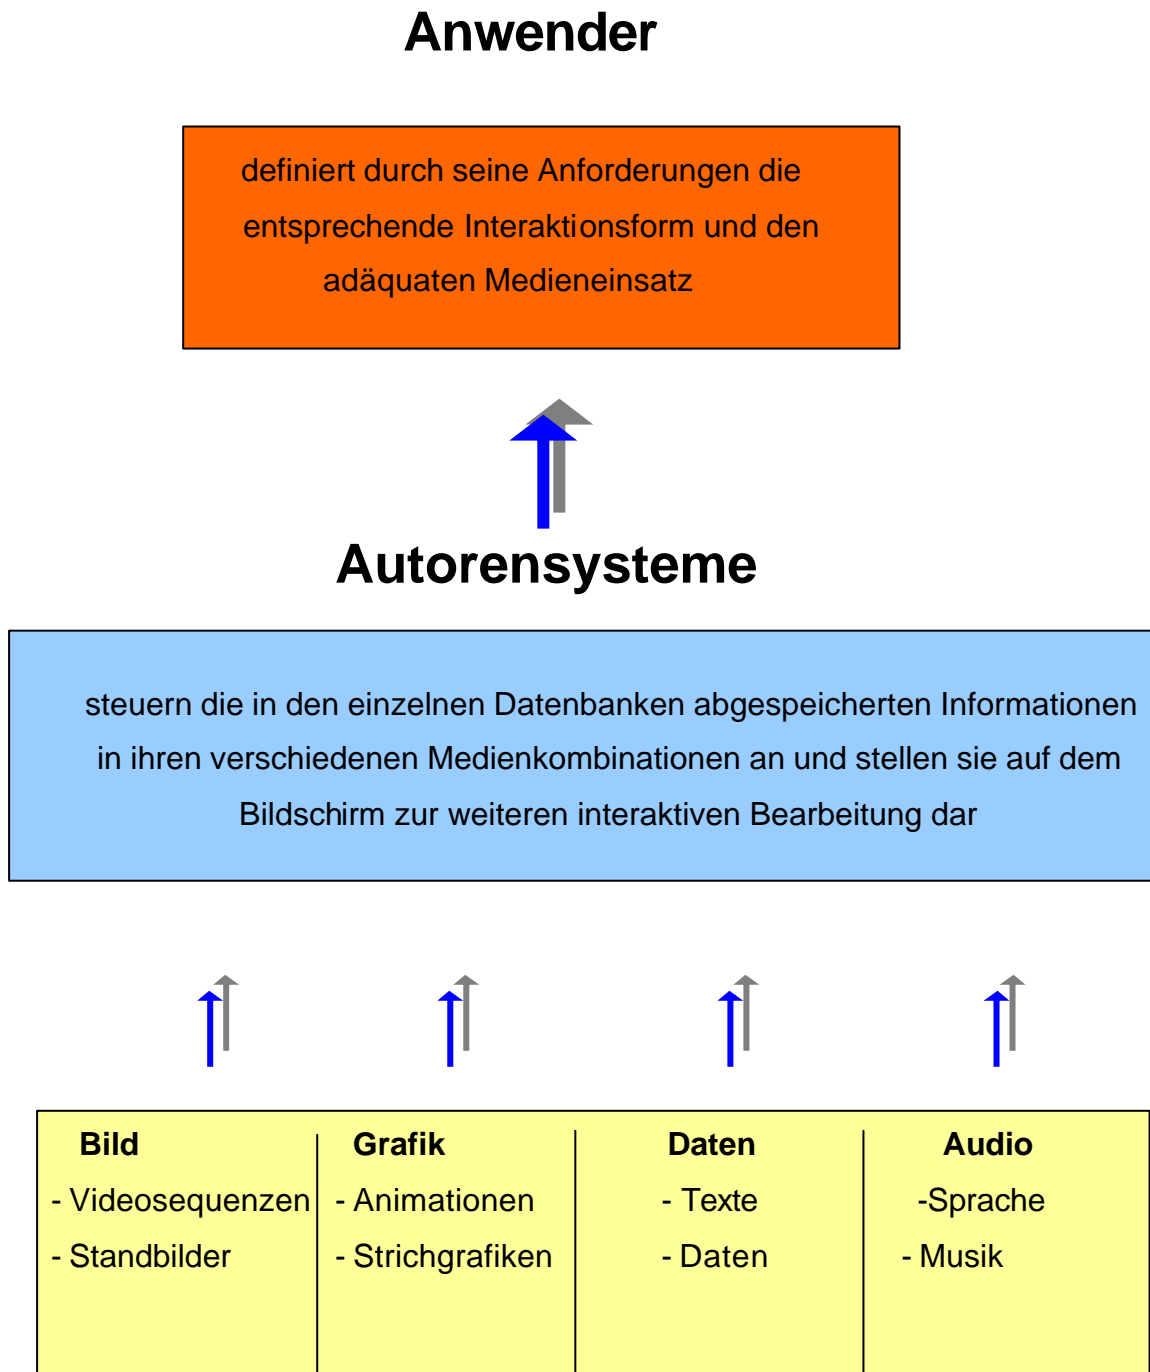 Anwender
definiert durch seine Anforderungen die
entsprechende Interaktionsform und den
adäquaten Medieneinsatz
Autorensysteme
steuern die in den einzelnen Datenbanken abgespeicherten Informationen
in ihren verschiedenen Medienkombinationen an und stellen sie auf dem
Bildschirm zur weiteren interaktiven Bearbeitung dar
Bild
- Videosequenzen
- Standbilder
Grafik
- Animationen
- Strichgrafiken
Daten
- Texte
- Daten
Audio
-Sprache
- Musik